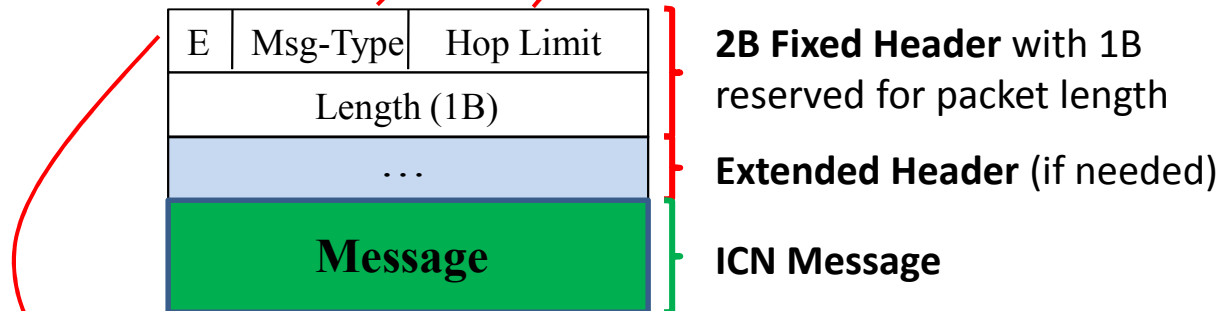 E Msg-Type Hop Limit
Length (1B)
...
Message
2B Fixed Header with 1B
reserved for packet length
Extended Header (if needed)
ICN Message